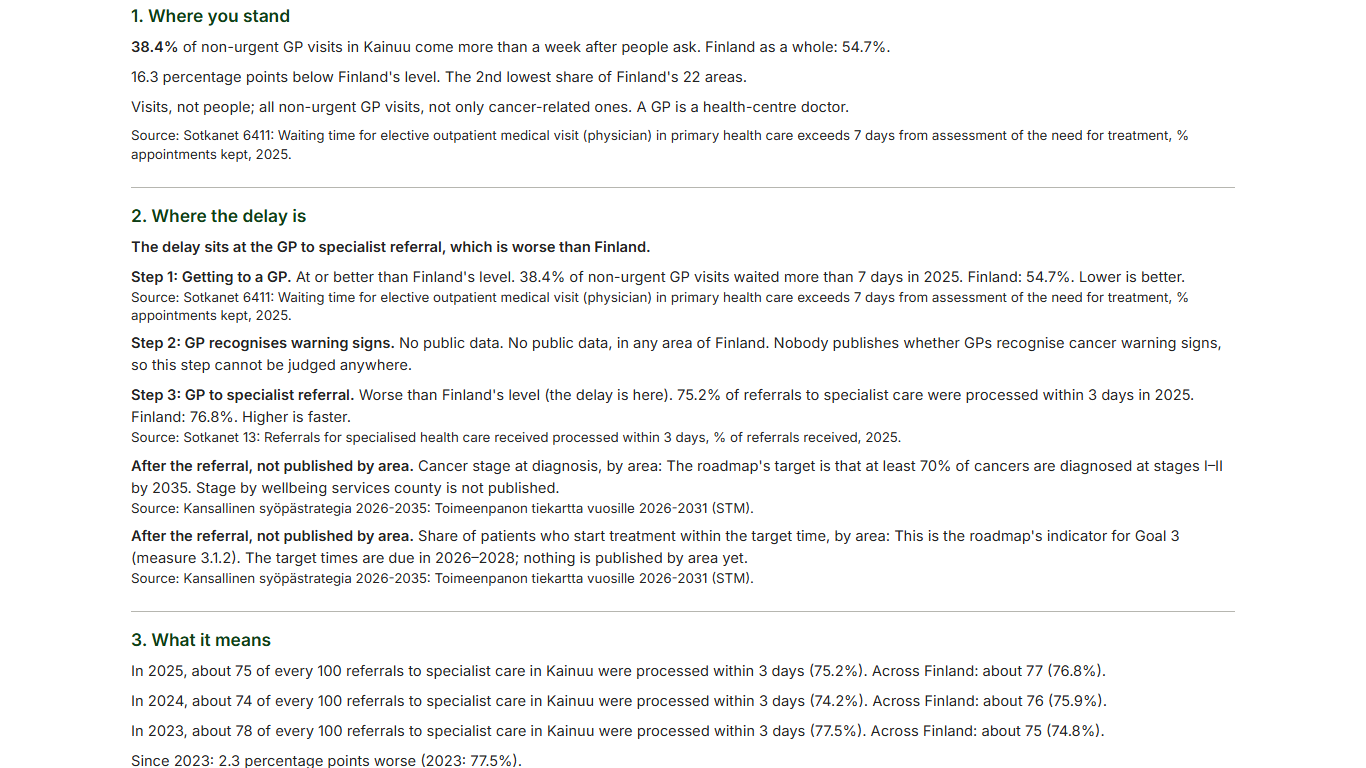 1. Where you stand
38.4% of non-urgent GP visits in Kainuu come more than a week after people ask. Finland as a whole: 54.7%.
16.3 percentage points below Finland's level. The 2nd lowest share of Finland's 22 areas.
Visits, not people; all non-urgent GP visits, not only cancer-related ones. A GP is a health-centre doctor.
Source: Sotkanet 6411: Waiting time for elective outpatient medical visit (physician) in primary health care exceeds 7 days from assessment of the need for treatment, %
appointments kept, 2025.
2. Where the delay is
The delay sits at the GP to specialist referral, which is worse than Finland.
Step 1: Getting to a GP. At or better than Finland's level. 38.4% of non-urgent GP visits waited more than 7 days in 2025. Finland: 54.7%. Lower is better.
Source: Sotkanet 6411: Waiting time for elective outpatient medical visit (physician) in primary health care exceeds 7 days from assessment of the need for treatment, %
appointments kept, 2025.
Step 2: GP recognises warning signs. No public data. No public data, in any area of Finland. Nobody publishes whether GPs recognise cancer warning signs,
so this step cannot be judged anywhere.
Step 3: GP to specialist referral. Worse than Finland's level (the delay is here). 75.2% of referrals to specialist care were processed within 3 days in 2025.
Finland: 76.8%. Higher is faster.
Source: Sotkanet 13: Referrals for specialised health care received processed within 3 days, % of referrals received, 2025.
After the referral, not published by area. Cancer stage at diagnosis, by area: The roadmap's target is that at least 70% of cancers are diagnosed at stages I–II
by 2035. Stage by wellbeing services county is not published.
Source: Kansallinen syöpästrategia 2026-2035: Toimeenpanon tiekartta vuosille 2026-2031 (STM).
After the referral, not published by area. Share of patients who start treatment within the target time, by area: This is the roadmap's indicator for Goal 3
(measure 3.1.2). The target times are due in 2026–2028; nothing is published by area yet.
Source: Kansallinen syöpästrategia 2026-2035: Toimeenpanon tiekartta vuosille 2026-2031 (STM).
3. What it means
In 2025, about 75 of every 100 referrals to specialist care in Kainuu were processed within 3 days (75.2%). Across Finland: about 77 (76.8%).
In 2024, about 74 of every 100 referrals to specialist care in Kainuu were processed within 3 days (74.2%). Across Finland: about 76 (75.9%).
In 2023, about 78 of every 100 referrals to specialist care in Kainuu were processed within 3 days (77.5%). Across Finland: about 75 (74.8%).
Since 2023: 2.3 percentage points worse (2023: 77.5%).